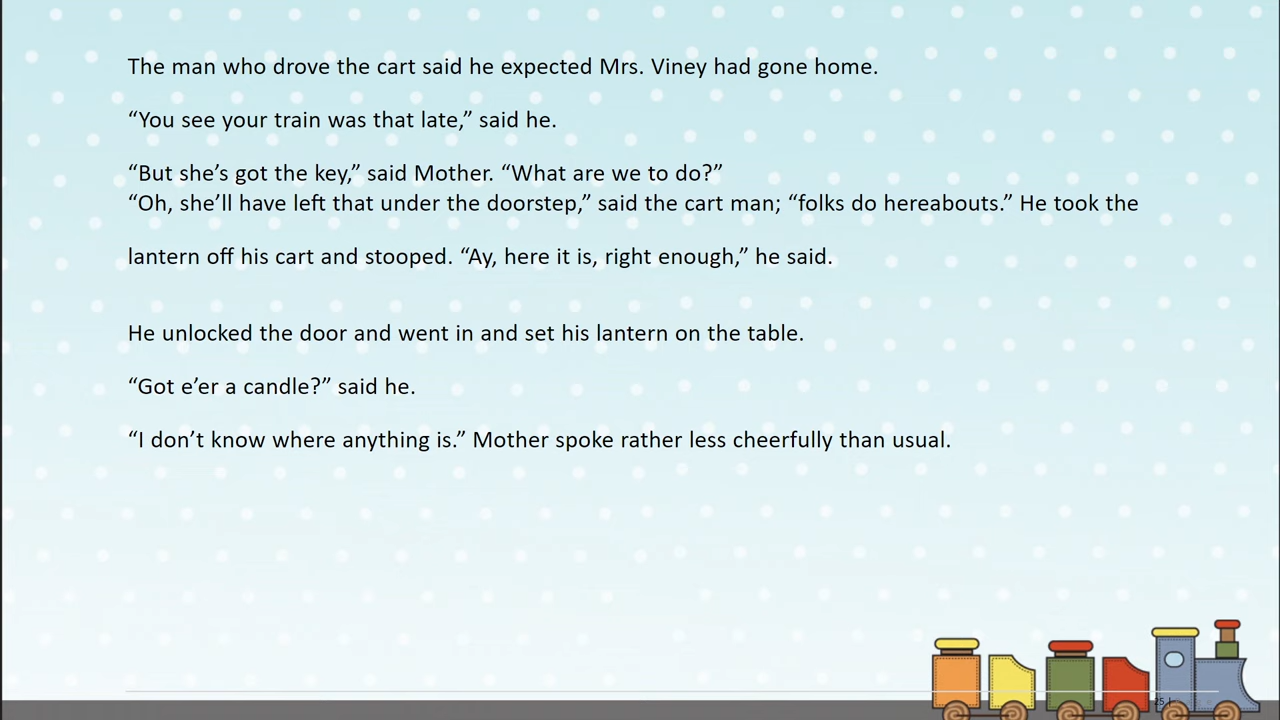 The man who drove the cart said he expected Mrs. Viney had gone home.
“You see your train was that late,” said he.
“But she’s got the key,” said Mother. “What are we to do?”
“Oh, she’ll have left that under the doorstep,” said the cart man; “folks do hereabouts.” He took the
lantern off his cart and stooped. “Ay, here it is, right enough,” he said.
He unlocked the door and went in and set his lantern on the table.
“Got e’er a candle?” said he.
“I don’t know where anything is.” Mother spoke rather less cheerfully than usual.
25 |